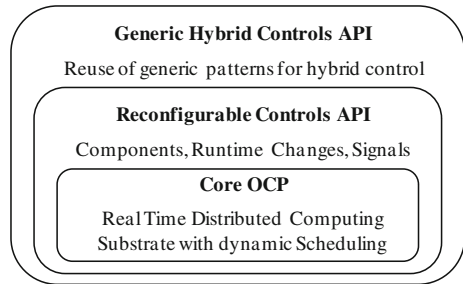 Generic Hybrid Controls API
Reuse of generic patterns for hybrid control
Reconfigurable Controls API
Components, Runtime Changes, Signals
Core OCP
Real Time Distributed Computing
Substrate with dynamic Scheduling